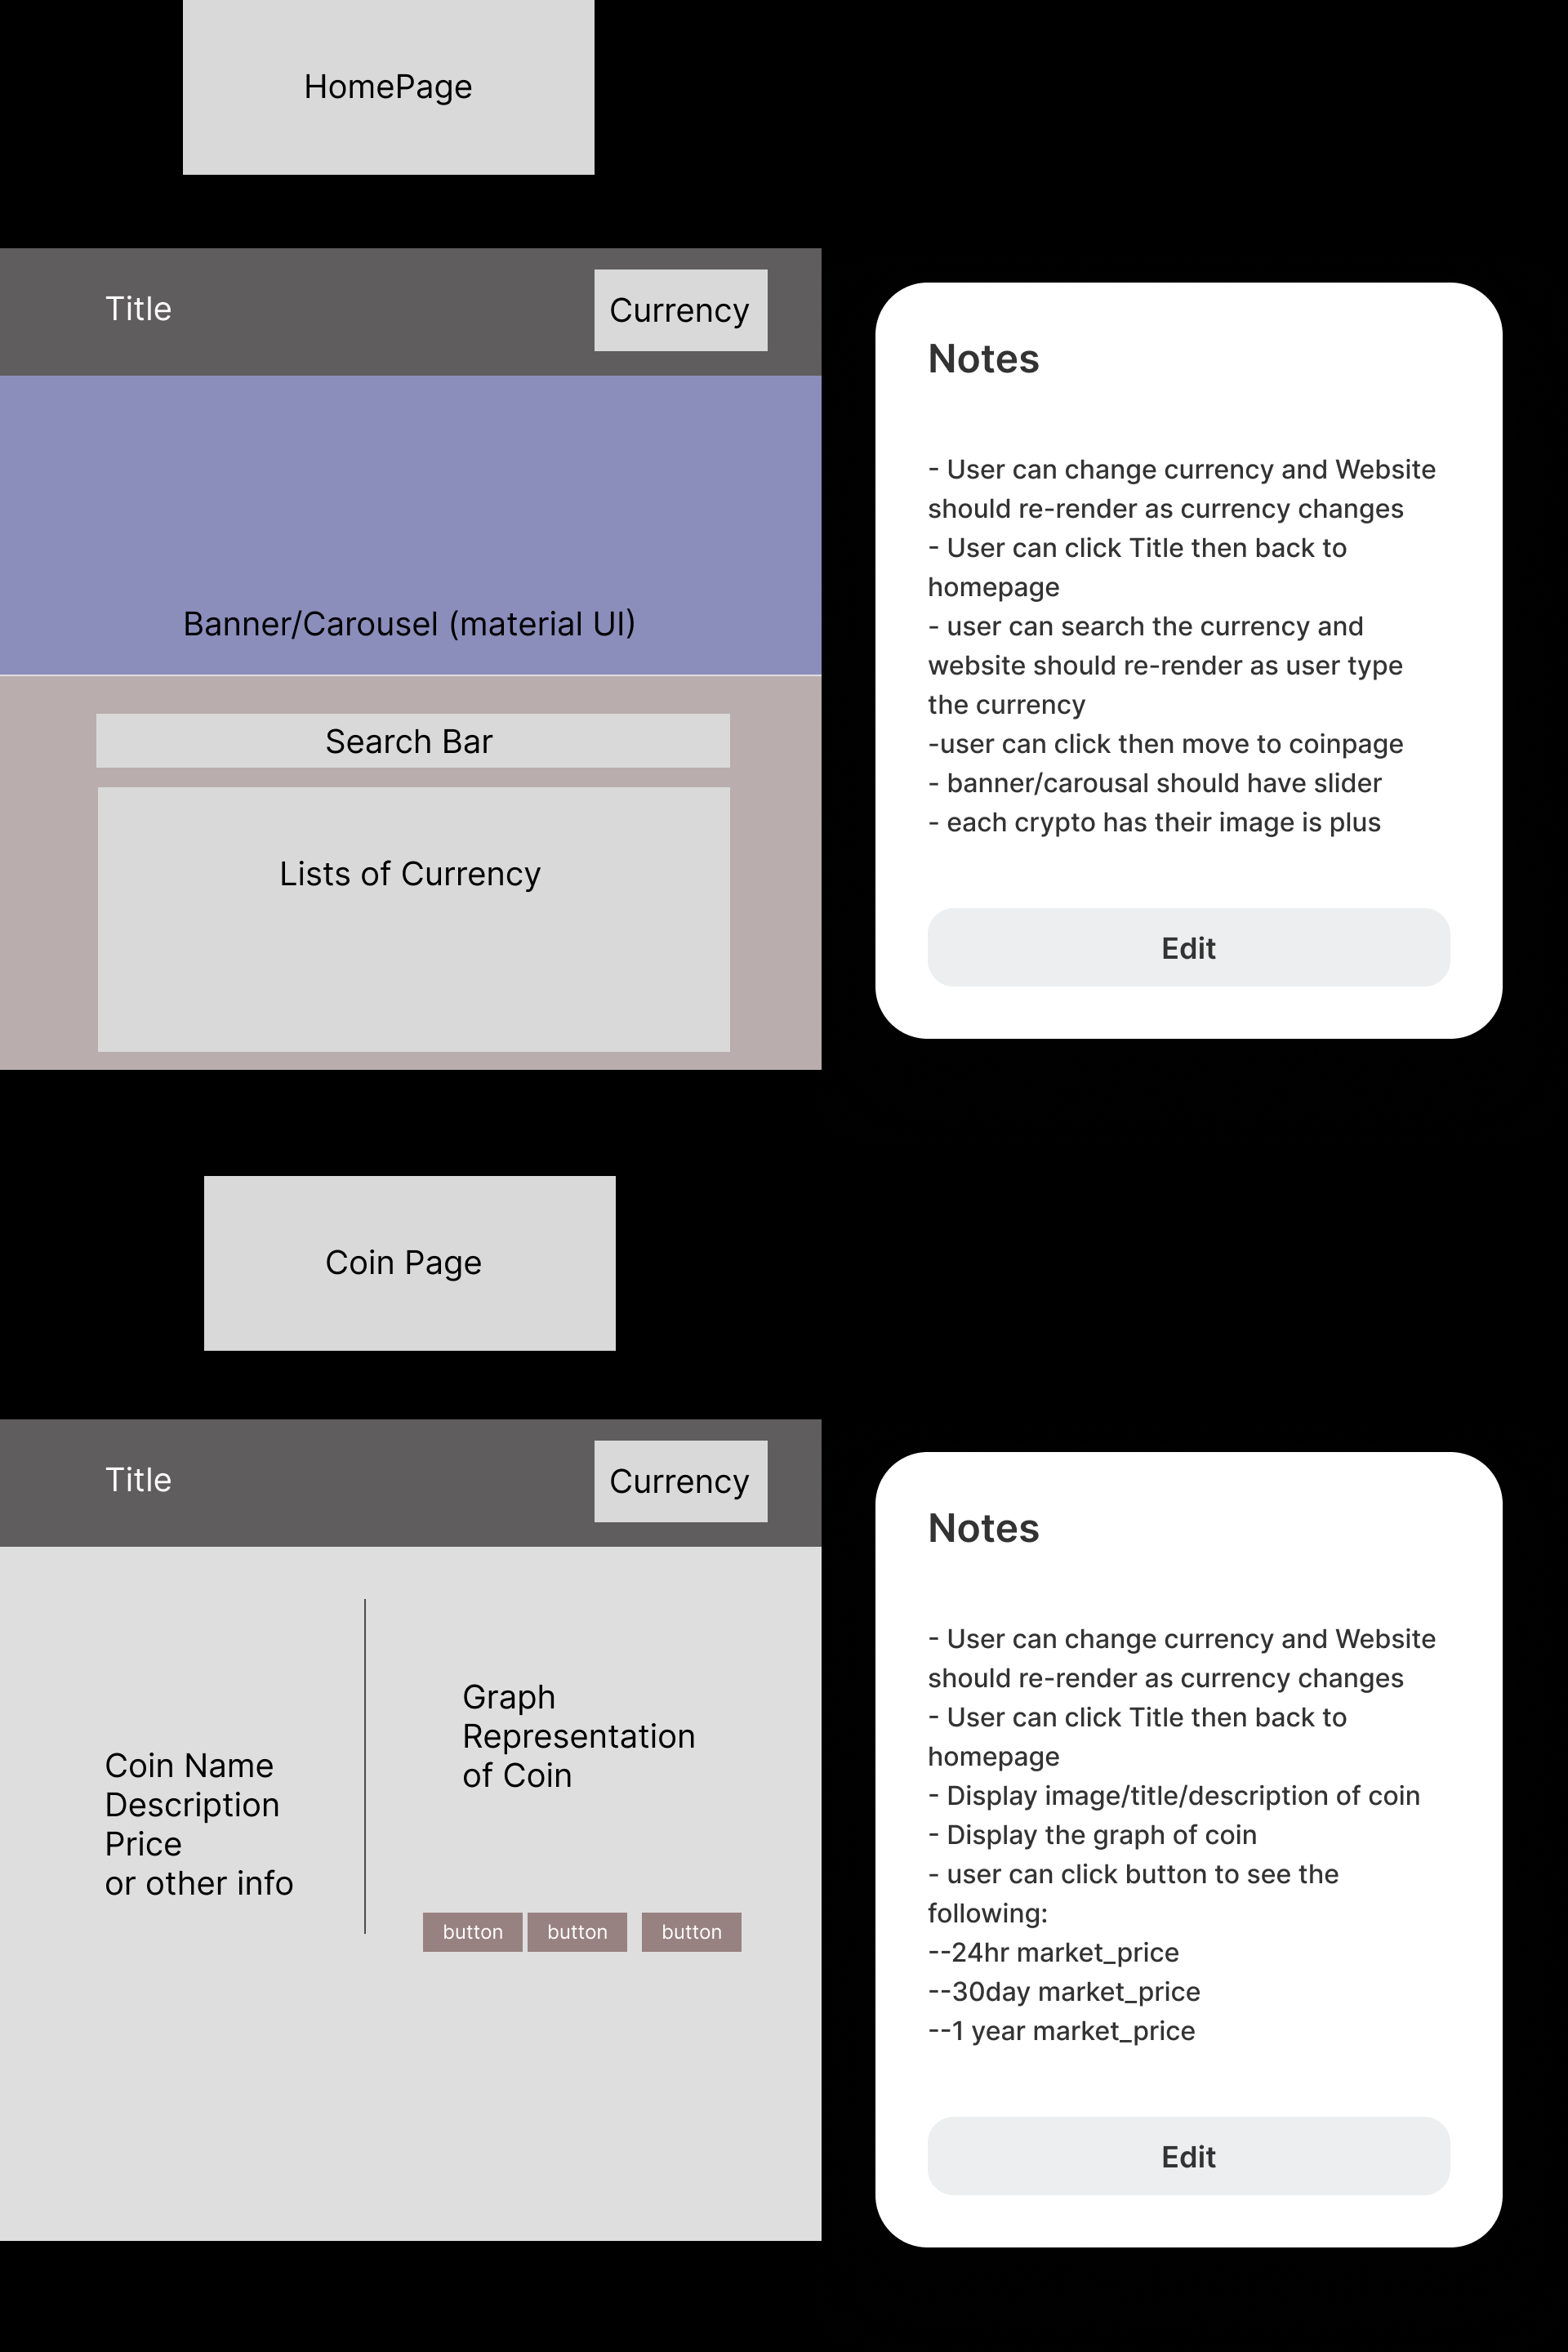 HomePage
Title
Currency
Banner/Carousel (material UI)
Search Bar
Lists of Currency
Notes
- User can change currency and Website
should re-render as currency changes
- User can click Title then back to
homepage
- user can search the currency and
website should re-render as user type
the currency
-user can click then move to coinpage
- banner/carousal should have slider
- each crypto has their image is plus
Edit
Coin Page
Title
Currency
Coin Name
Description
Price
or other info
Graph
Representation
of Coin
button
button
button
Notes
- User can change currency and Website
should re-render as currency changes
- User can click Title then back to
homepage
- Display image/title/description of coin
- Display the graph of coin
- user can click button to see the
following:
--24hr market_price
--30day market_price
--1 year market_price
Edit